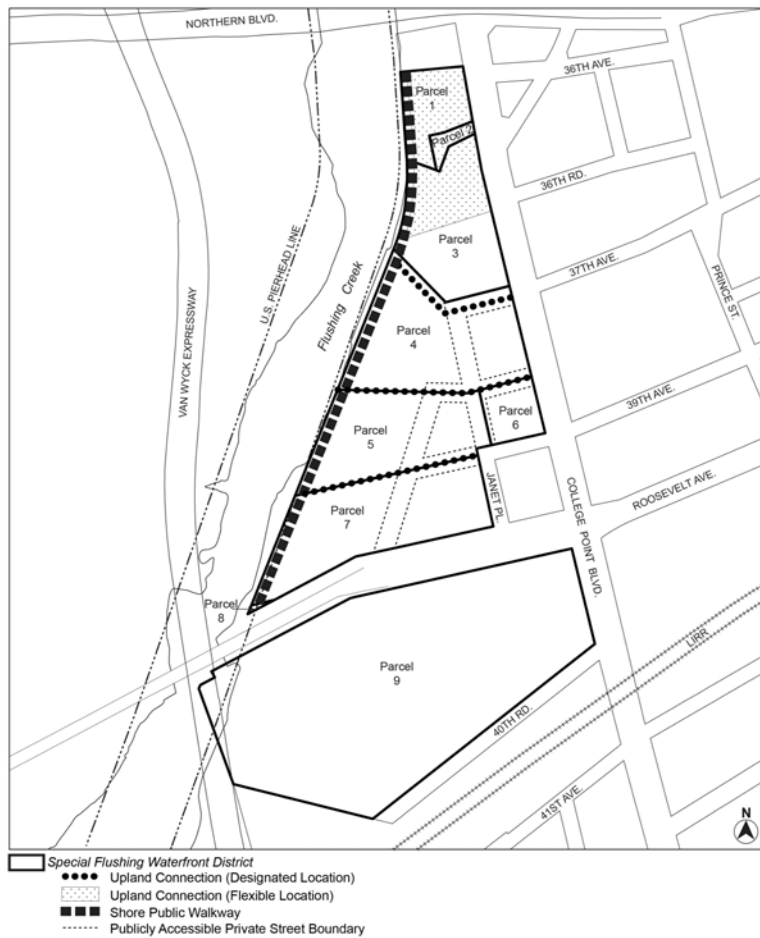 NORTHERN BLVD.
36TH AVE.
Parcel
1
Parcel 2
36TH RD.
U.S. PIERHEAD LINE
Parcel
3
37TH AVE.
PRINCE ST.
Flushing Creek
VAN WYCK EXPRESSWAY
Parcel
4
39TH AVE.
Parcel
5
Parcel
6
JANET PL.
COLLEGE POINT BLVD.
ROOSEVELT AVE.
Parcel
7
Parcel
8
LIRR
Parcel
9
40TH RD.
41ST AVE.
N
Special Flushing Waterfront District
Upland Connection (Designated Location)
Upland Connection (Flexible Location)
Shore Public Walkway
Publicly Accessible Private Street Boundary